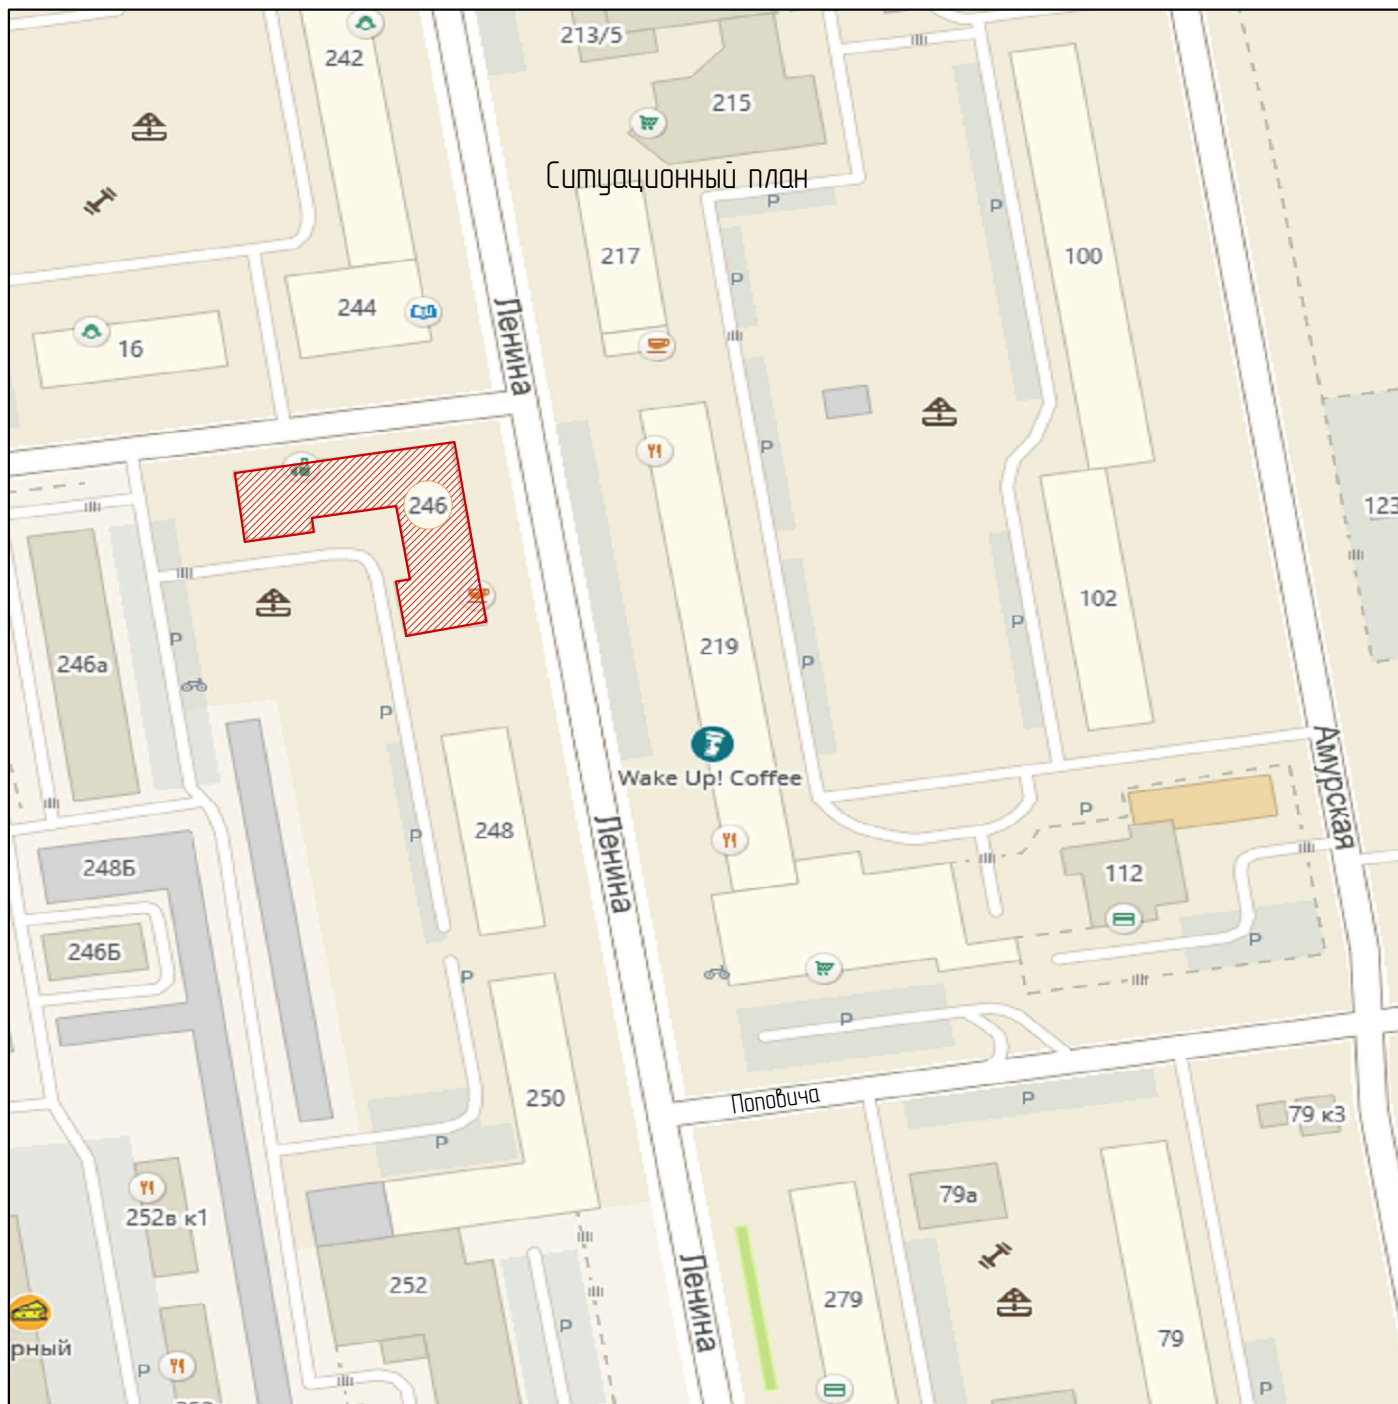 213/5
242
215
Ситуационный план
P
P
217
100
P
244
Ленина
16
P
P
246
123
102
219
P
246а
P
P
P
Wake Up! Coffee
Амурская
P
248
P
Ленина
248Б
112
246Б
P
P
P
250
Поповича
P
79 к3
P
79а
252в к1
252
Ленина
279
P
79
рный
P
P